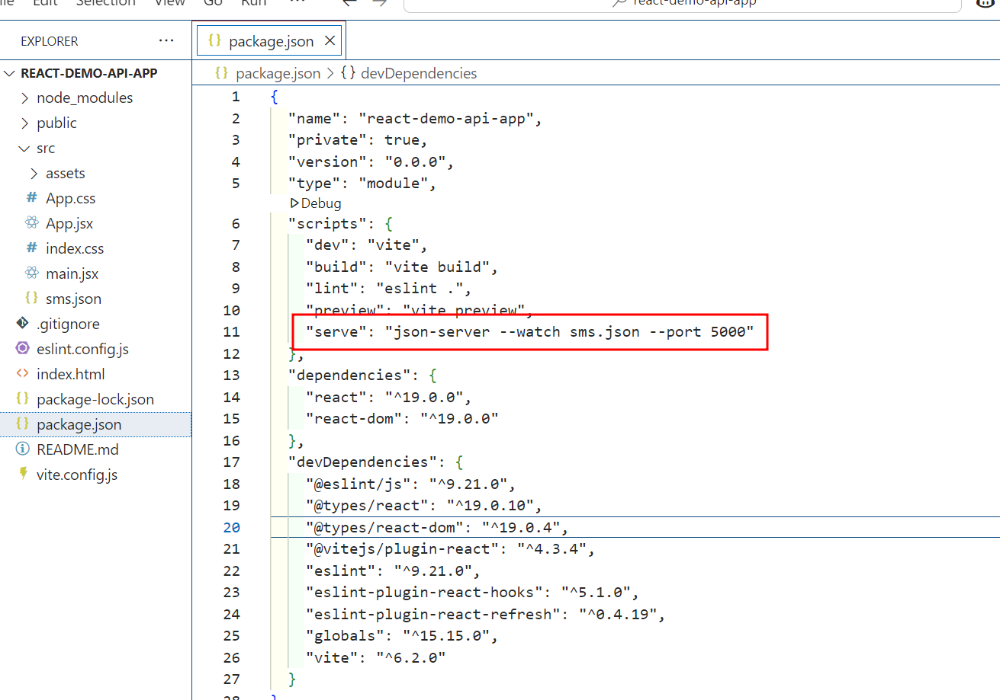 Edit Selection View Go Run ··· react-demo-api-app
EXPLORER ···
REACT-DEMO-API-APP
node_modules
public
src
assets
# App.css
App.jsx
# index.css
main.jsx
{} sms.json
.gitignore
eslint.config.js
<> index.html
{} package-lock.json
{} package.json
README.md
vite.config.js
{} package.json ×
{} package.json > {} devDependencies
1 {
2 "name": "react-demo-api-app",
3 "private": true,
4 "version": "0.0.0",
5 "type": "module",
Debug
6 "scripts": {
7 "dev": "vite",
8 "build": "vite build",
9 "lint": "eslint .",
10 "preview": "vite preview",
11 "serve": "json-server --watch sms.json --port 5000"
12 },
13 "dependencies": {
14 "react": "^19.0.0",
15 "react-dom": "^19.0.0"
16 },
17 "devDependencies": {
18 "@eslint/js": "^9.21.0",
19 "@types/react": "^19.0.10",
20 "@types/react-dom": "^19.0.4",
21 "@vitejs/plugin-react": "^4.3.4",
22 "eslint": "^9.21.0",
23 "eslint-plugin-react-hooks": "^5.1.0",
24 "eslint-plugin-react-refresh": "^0.4.19",
25 "globals": "^15.15.0",
26 "vite": "^6.2.0"
27 }
28 }